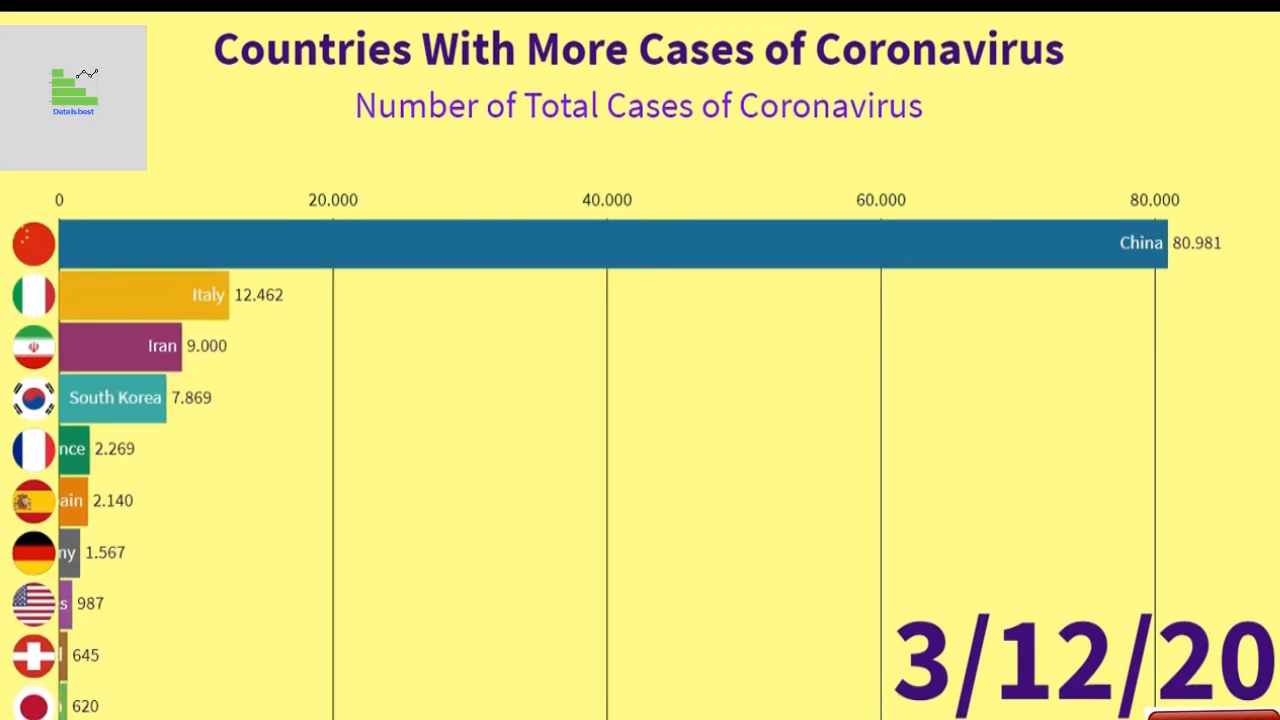 Countries With More Cases of Coronavirus
Number of Total Cases of Coronavirus
Dataisbest
0 20.000 40.000 60.000 80.000
China 80.981
Italy 12.462
Iran 9.000
South Korea 7.869
nce 2.269
ain 2.140
ny 1.567
s 987
645
620
3/12/20